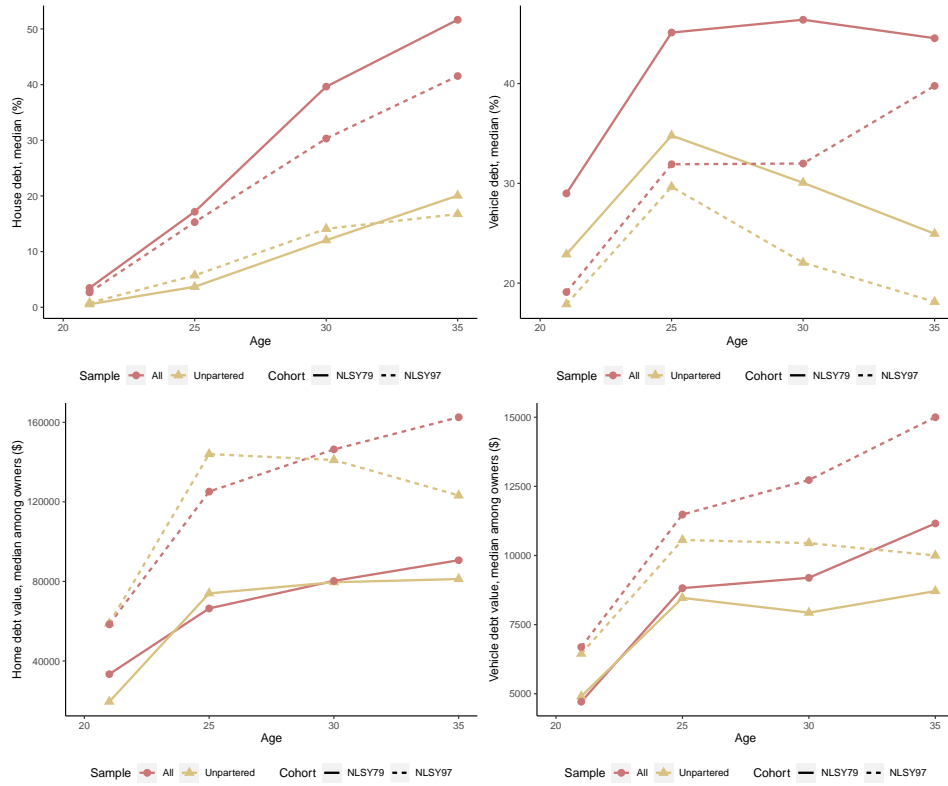 House debt, median (%)
50
40
30
20
10
0
20
25
30
35
Age
Sample All Unpartered Cohort NLSY79 NLSY97
Vehicle debt, median (%)
40
30
20
20
25
30
35
Age
Sample All Unpartered Cohort NLSY79 NLSY97
Home debt value, median among owners ($)
160000
120000
80000
40000
20
25
30
35
Age
Sample All Unpartered Cohort NLSY79 NLSY97
Vehicle debt value, median among owners ($)
15000
12500
10000
7500
5000
20
25
30
35
Age
Sample All Unpartered Cohort NLSY79 NLSY97